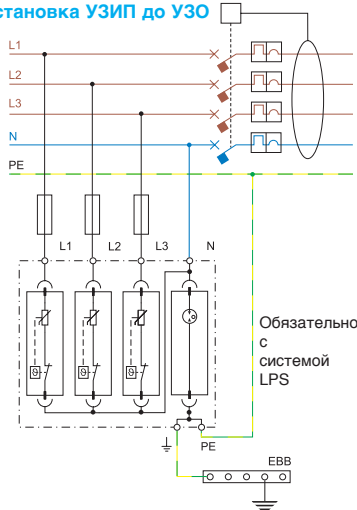 становка УЗИП до УЗО
L1
L2
L3
N
PE
L1
L2
L3
N
Обязательно
с
системой
LPS
PE
EBB